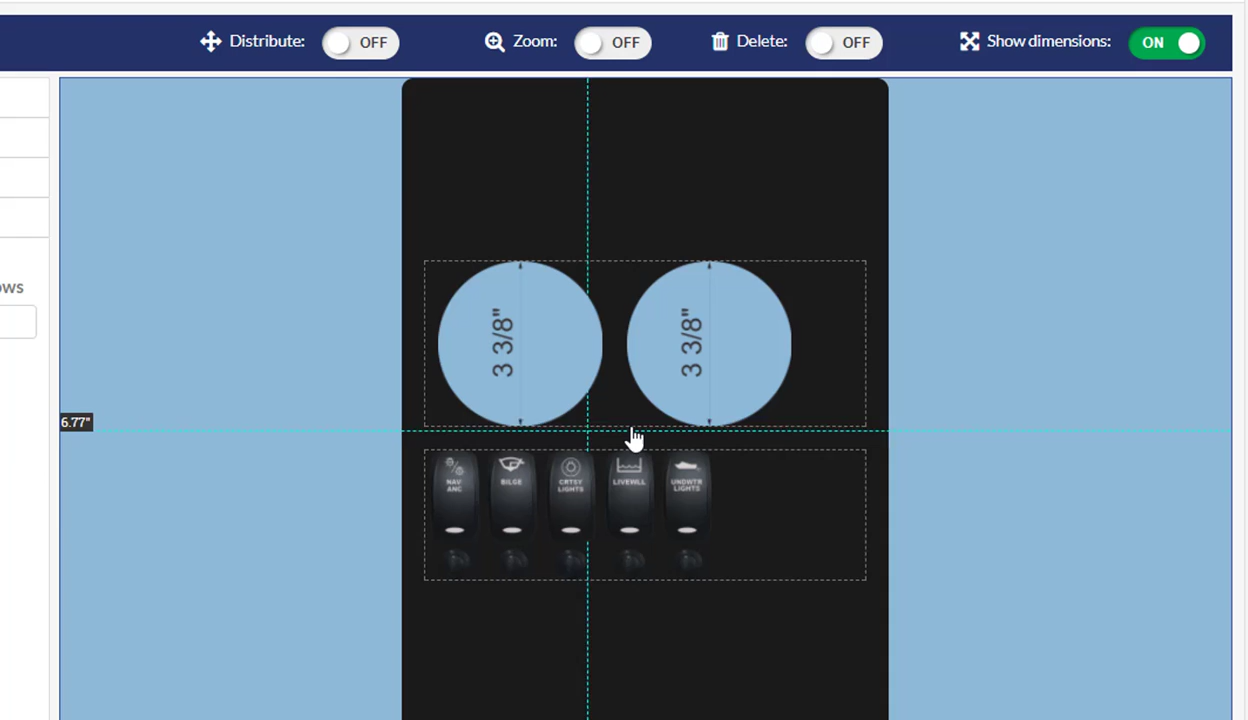 Distribute: OFF Zoom: OFF Delete: OFF Show dimensions: ON
ows
3 3/8" 3 3/8"
6.77"
NAV ANC
BILGE
CRTSY LIGHTS
LIVEWLL
UNDWTR LIGHTS